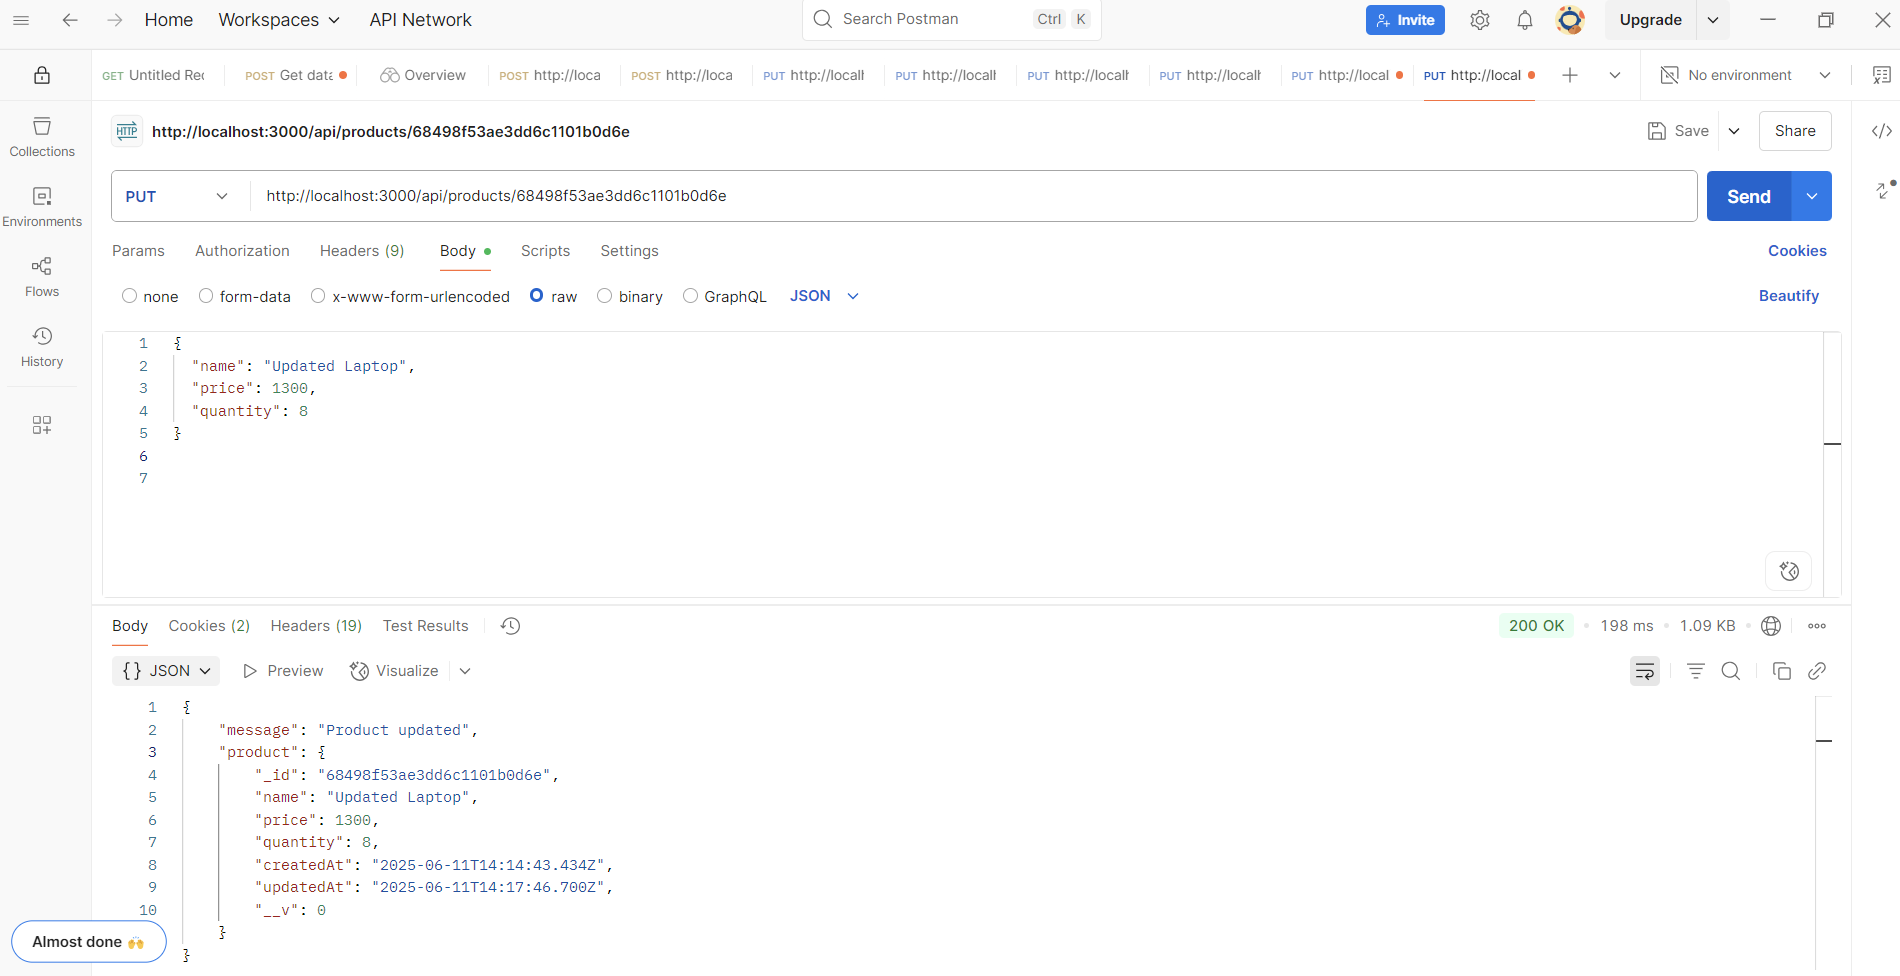 Home Workspaces API Network Search Postman Ctrl K Invite Upgrade
GET Untitled Rec POST Get data Overview POST http://loca POST http://loca PUT http://local PUT http://local PUT http://local PUT http://local PUT http://local PUT http://local No environment
Collections
Environments
Flows
History
HTTP http://localhost:3000/api/products/68498f53ae3dd6c1101b0d6e Save Share
PUT http://localhost:3000/api/products/68498f53ae3dd6c1101b0d6e Send
Params Authorization Headers (9) Body Scripts Settings Cookies
none form-data x-www-form-urlencoded raw binary GraphQL JSON Beautify
1 {
2 "name": "Updated Laptop",
3 "price": 1300,
4 "quantity": 8
5 }
6
7
Body Cookies (2) Headers (19) Test Results 200 OK • 198 ms • 1.09 KB
{} JSON Preview Visualize
1 {
2 "message": "Product updated",
3 "product": {
4 "_id": "68498f53ae3dd6c1101b0d6e",
5 "name": "Updated Laptop",
6 "price": 1300,
7 "quantity": 8,
8 "createdAt": "2025-06-11T14:14:43.434Z",
9 "updatedAt": "2025-06-11T14:17:46.700Z",
10 "__v": 0
}
}
Almost done 🙌